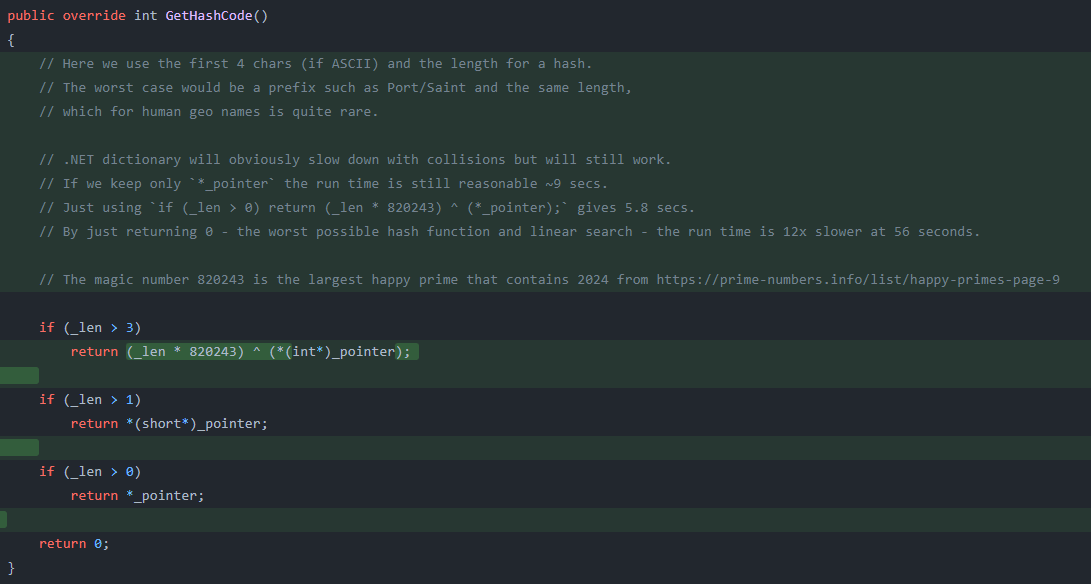 public override int GetHashCode()
{
// Here we use the first 4 chars (if ASCII) and the length for a hash.
// The worst case would be a prefix such as Port/Saint and the same length,
// which for human geo names is quite rare.
// .NET dictionary will obviously slow down with collisions but will still work.
// If we keep only `*_pointer` the run time is still reasonable ~9 secs.
// Just using `if (_len > 0) return (_len * 820243) ^ (*_pointer);` gives 5.8 secs.
// By just returning 0 - the worst possible hash function and linear search - the run time is 12x slower at 56 seconds.
// The magic number 820243 is the largest happy prime that contains 2024 from https://prime-numbers.info/list/happy-primes-page-9
if (_len > 3)
return (_len * 820243) ^ (*(int*)_pointer);
if (_len > 1)
return *(short*)_pointer;
if (_len > 0)
return *_pointer;
return 0;
}